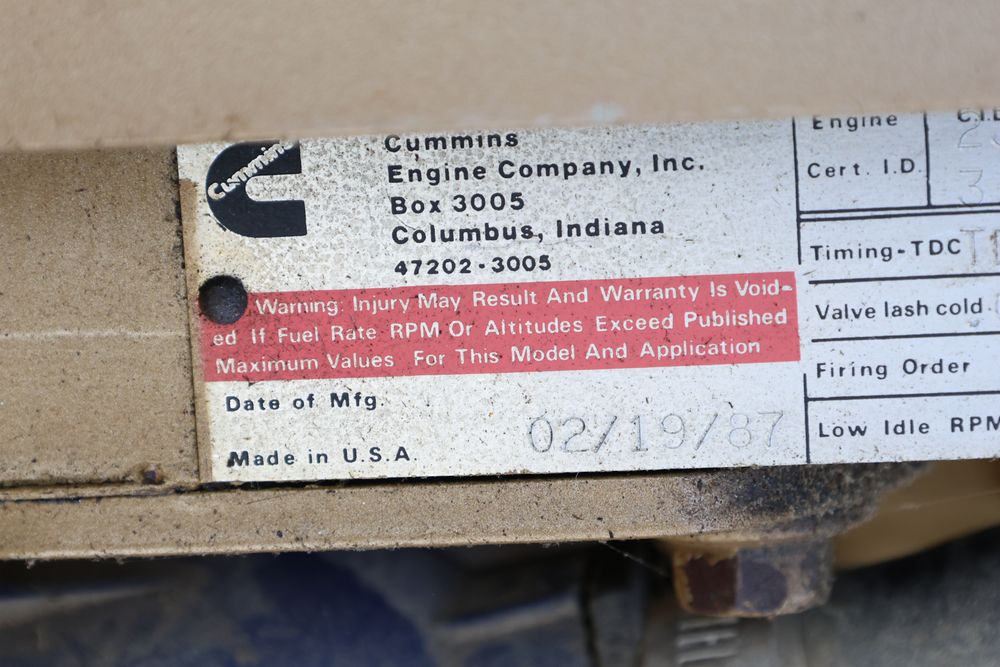 Cummins
Cummins
Engine Company, Inc.
Box 3005
Columbus, Indiana
47202-3005
Warning: Injury May Result And Warranty Is Void-
ed If Fuel Rate RPM Or Altitudes Exceed Published
Maximum Values For This Model And Application
Date of Mfg.
02/19/87
Made in U.S.A.
Engine
Cert. I.D.
C.I.D
Timing-TDC
Valve lash cold
Firing Order
Low Idle RPM